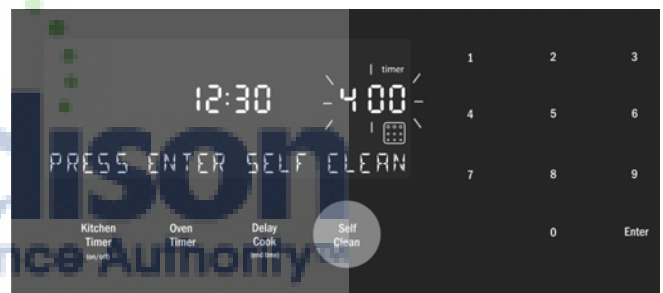 timer
12:30 4 00
PRESS ENTER SELF CLEAN
Kitchen Timer (on/off)
Oven Timer
Delay Cook (end time)
Self Clean
1 2 3
4 5 6
7 8 9
0 Enter
dison
nce Authority